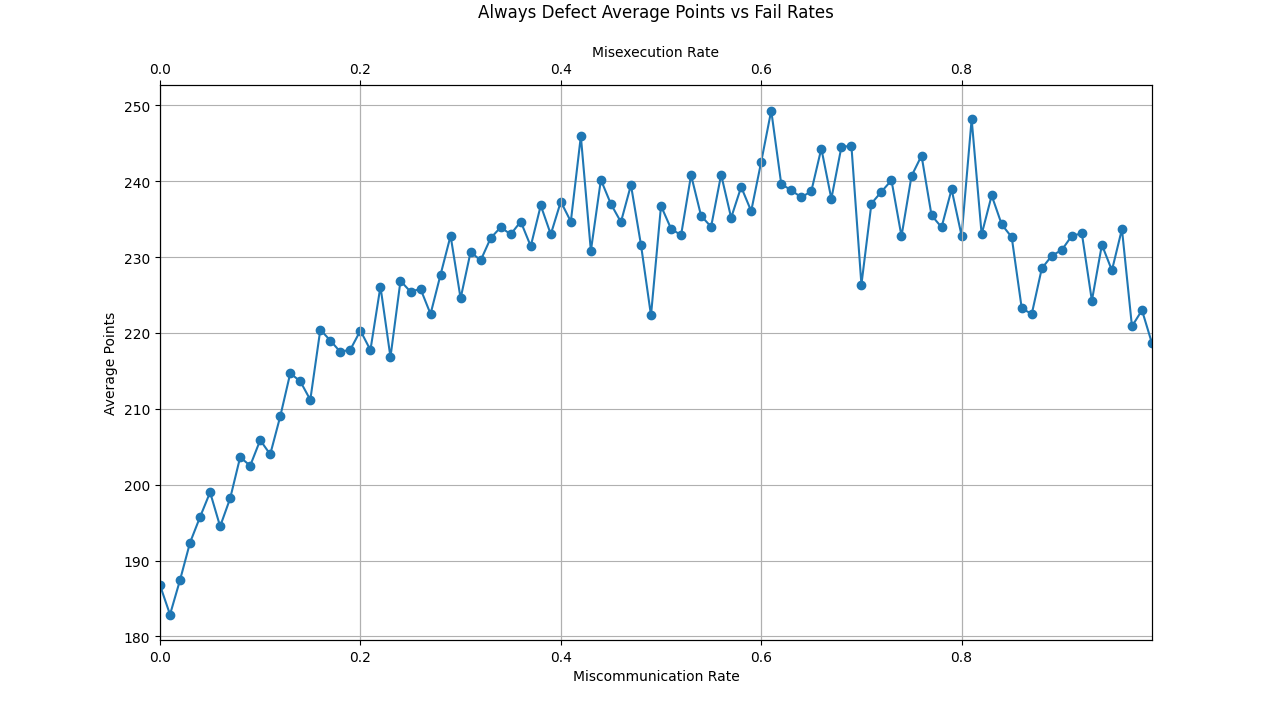 Always Defect Average Points vs Fail Rates
Misexecution Rate
0.0 0.2 0.4 0.6 0.8
250
240
230
220
210
200
190
180
Average Points
0.0 0.2 0.4 0.6 0.8
Miscommunication Rate